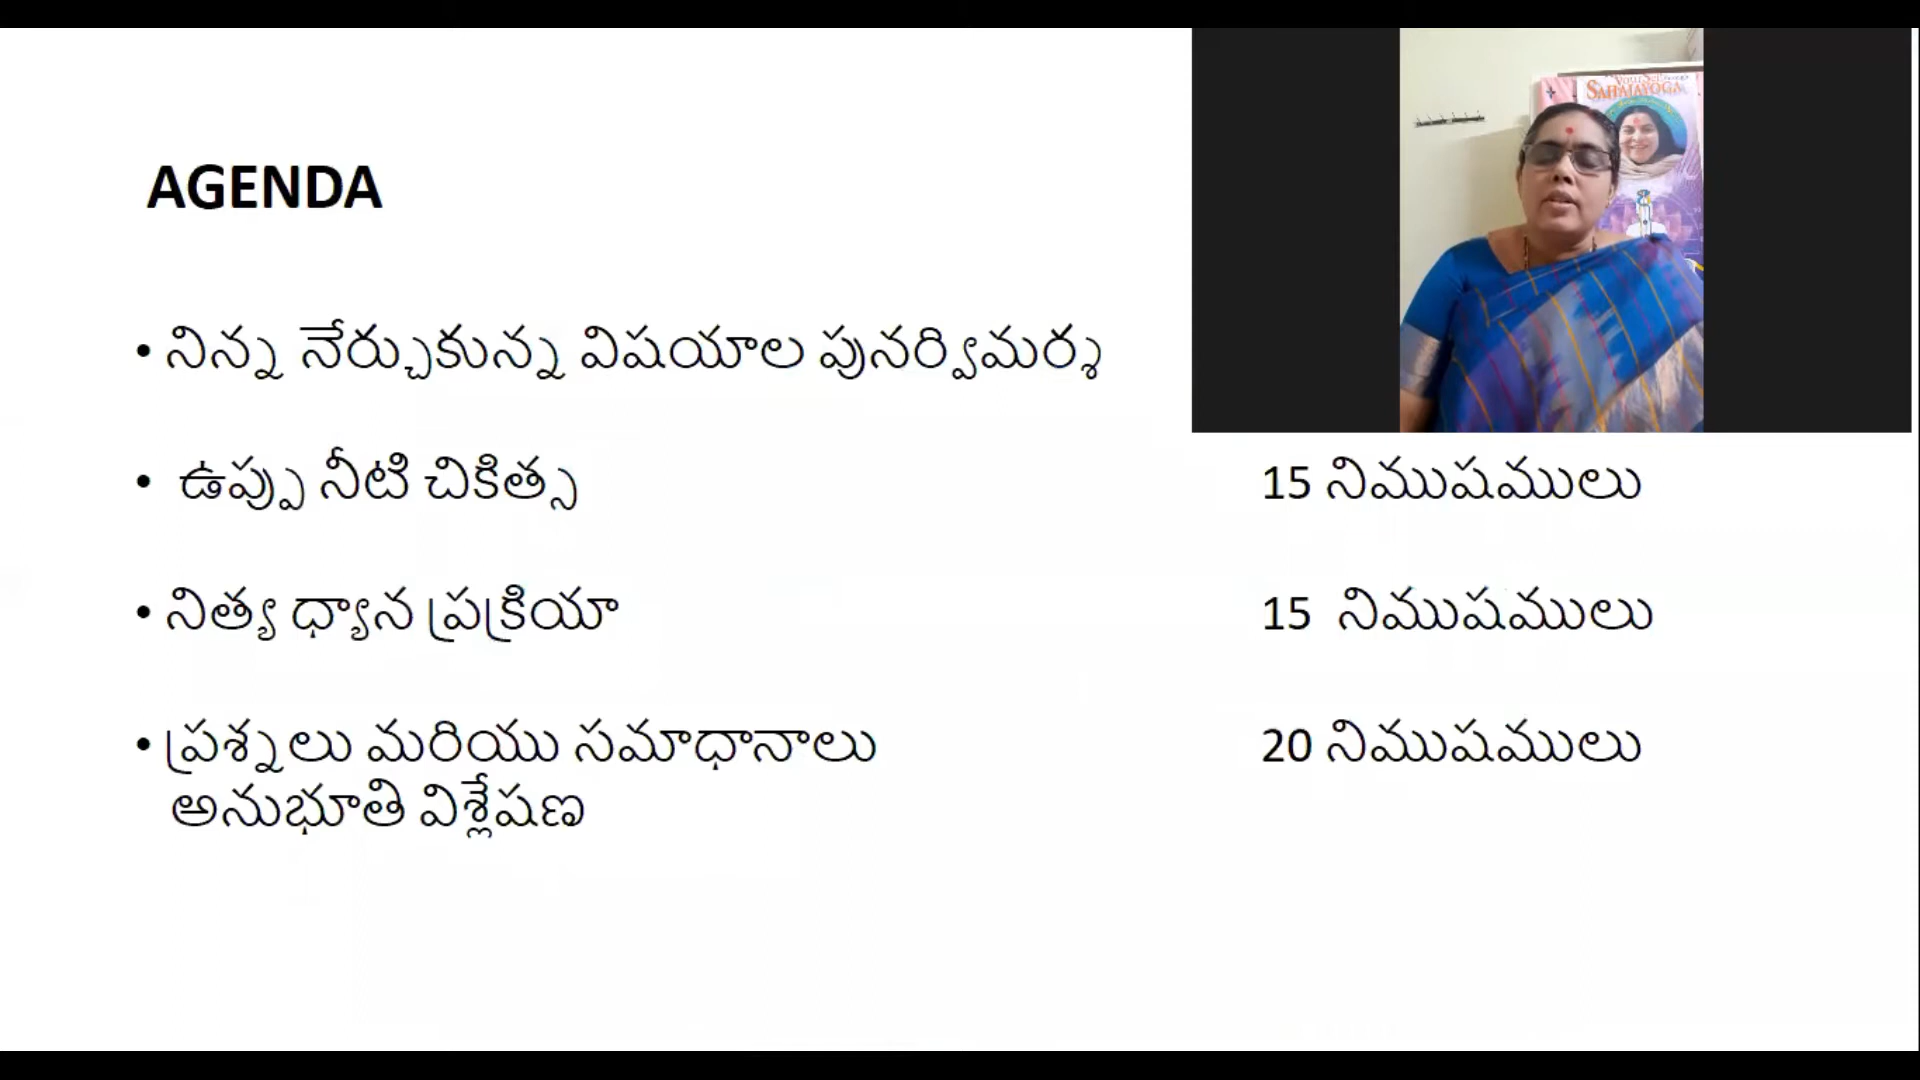 YourSelf
SAHAJAYOGA
AGENDA
• నిన్న నేర్చుకున్న విషయాల పునర్విమర్శ
• ఉప్పు నీటి చికిత్స 15 నిముషములు
• నిత్య ధ్యాన ప్రక్రియా 15 నిముషములు
• ప్రశ్నలు మరియు సమాధానాలు 20 నిముషములు
అనుభూతి విశ్లేషణ